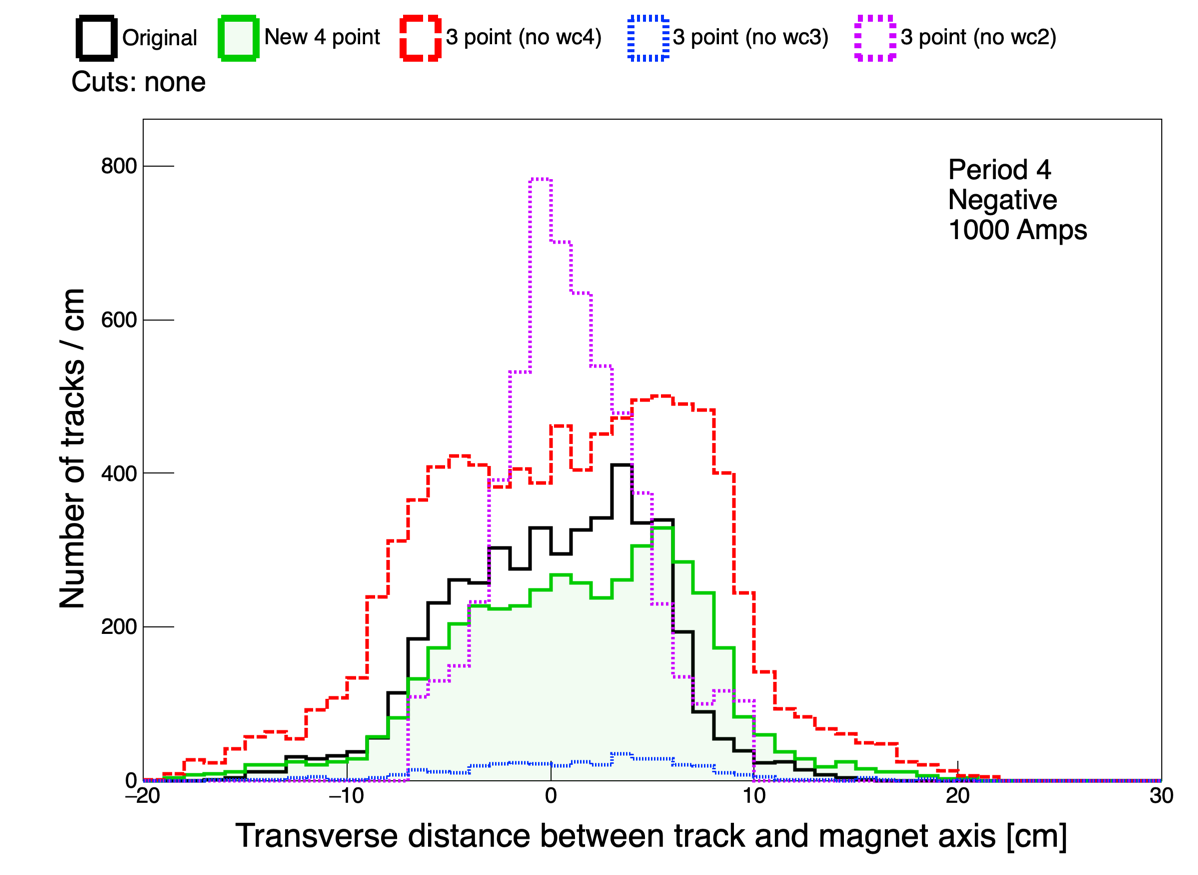 Original New 4 point 3 point (no wc4) 3 point (no wc3) 3 point (no wc2)
Cuts: none
Period 4
Negative
1000 Amps
Number of tracks / cm
800
600
400
200
0
−20 −10 0 10 20 30
Transverse distance between track and magnet axis [cm]